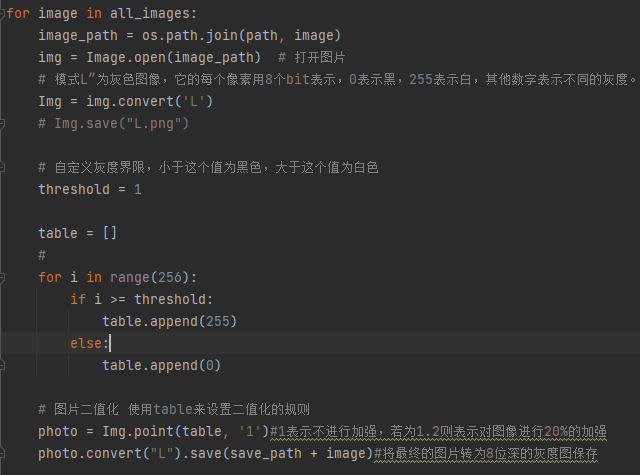 for image in all_images:
image_path = os.path.join(path, image)
img = Image.open(image_path)  # 打开图片
# 模式L”为灰色图像，它的每个像素用8个bit表示，0表示黑，255表示白，其他数字表示不同的灰度。
Img = img.convert('L')
# Img.save("L.png")
# 自定义灰度界限，小于这个值为黑色，大于这个值为白色
threshold = 1
table = []
#
for i in range(256):
if i >= threshold:
table.append(255)
else:
table.append(0)
# 图片二值化 使用table来设置二值化的规则
photo = Img.point(table, '1')#1表示不进行加强，若为1.2则表示对图像进行20%的加强
photo.convert("L").save(save_path + image)#将最终的图片转为8位深的灰度图保存